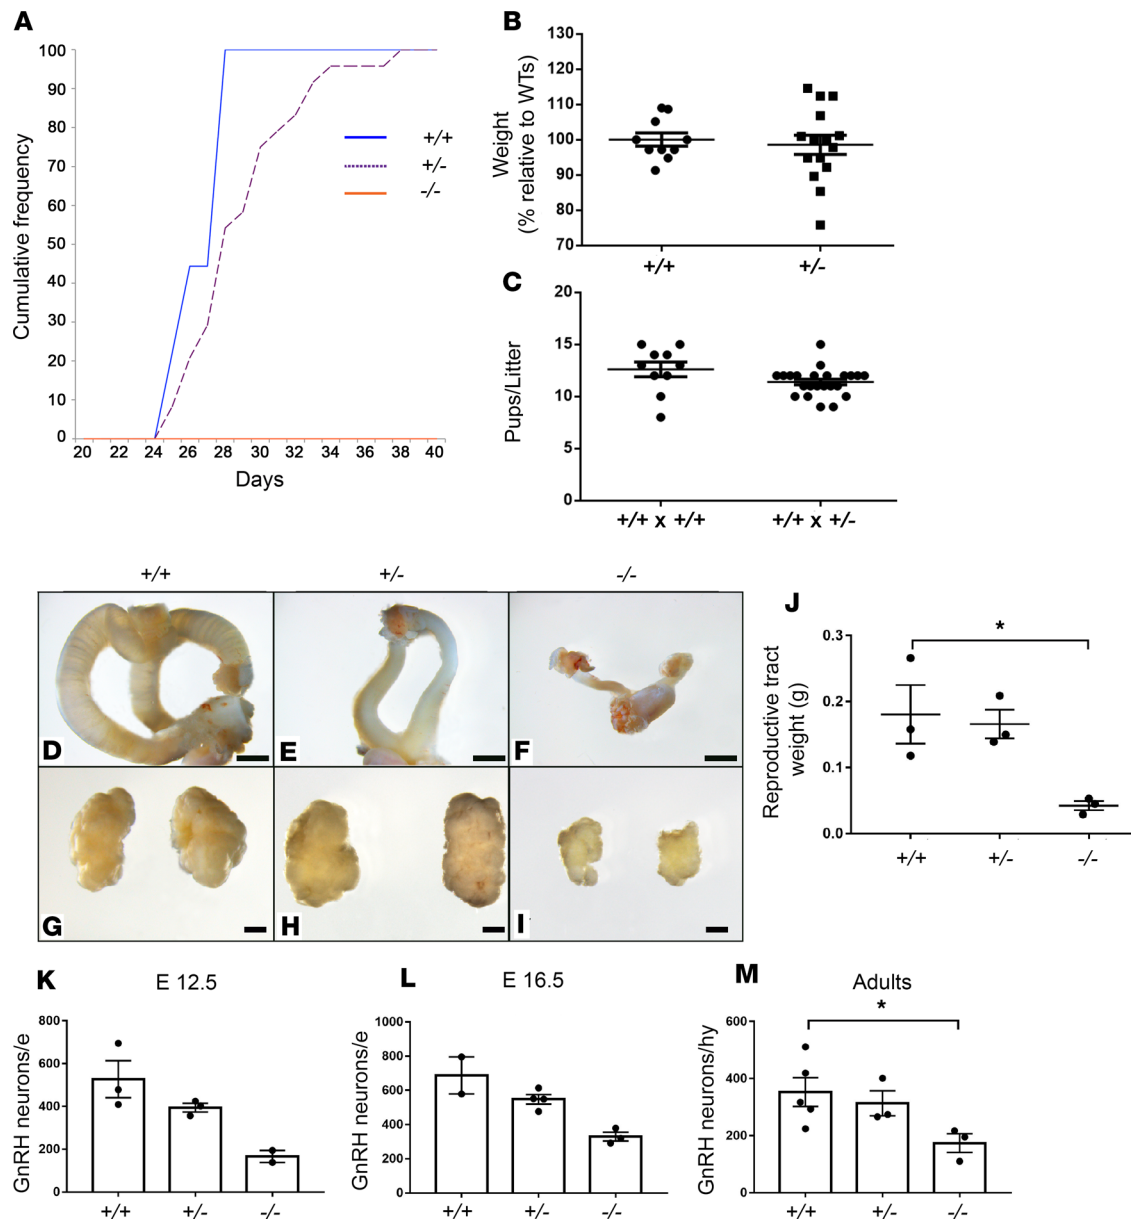 A
Cumulative frequency
100
90
80
70
60
50
40
30
20
10
0
20 22 24 26 28 30 32 34 36 38 40
Days
+/+
+/-
-/-
B
Weight
(% relative to WTs)
130
120
110
100
90
80
70
+/+ +/-
C
Pups/Litter
20
15
10
5
0
+/+ x +/+ +/+ x +/-
+/+ +/- -/-
D E F
G H I
J
Reproductive tract
weight (g)
0.3
0.2
0.1
0.0
*
+/+ +/- -/-
K
E 12.5
GnRH neurons/e
800
600
400
200
0
+/+ +/- -/-
L
E 16.5
GnRH neurons/e
1000
800
600
400
200
0
+/+ +/- -/-
M
Adults
*
GnRH neurons/hy
600
400
200
0
+/+ +/- -/-